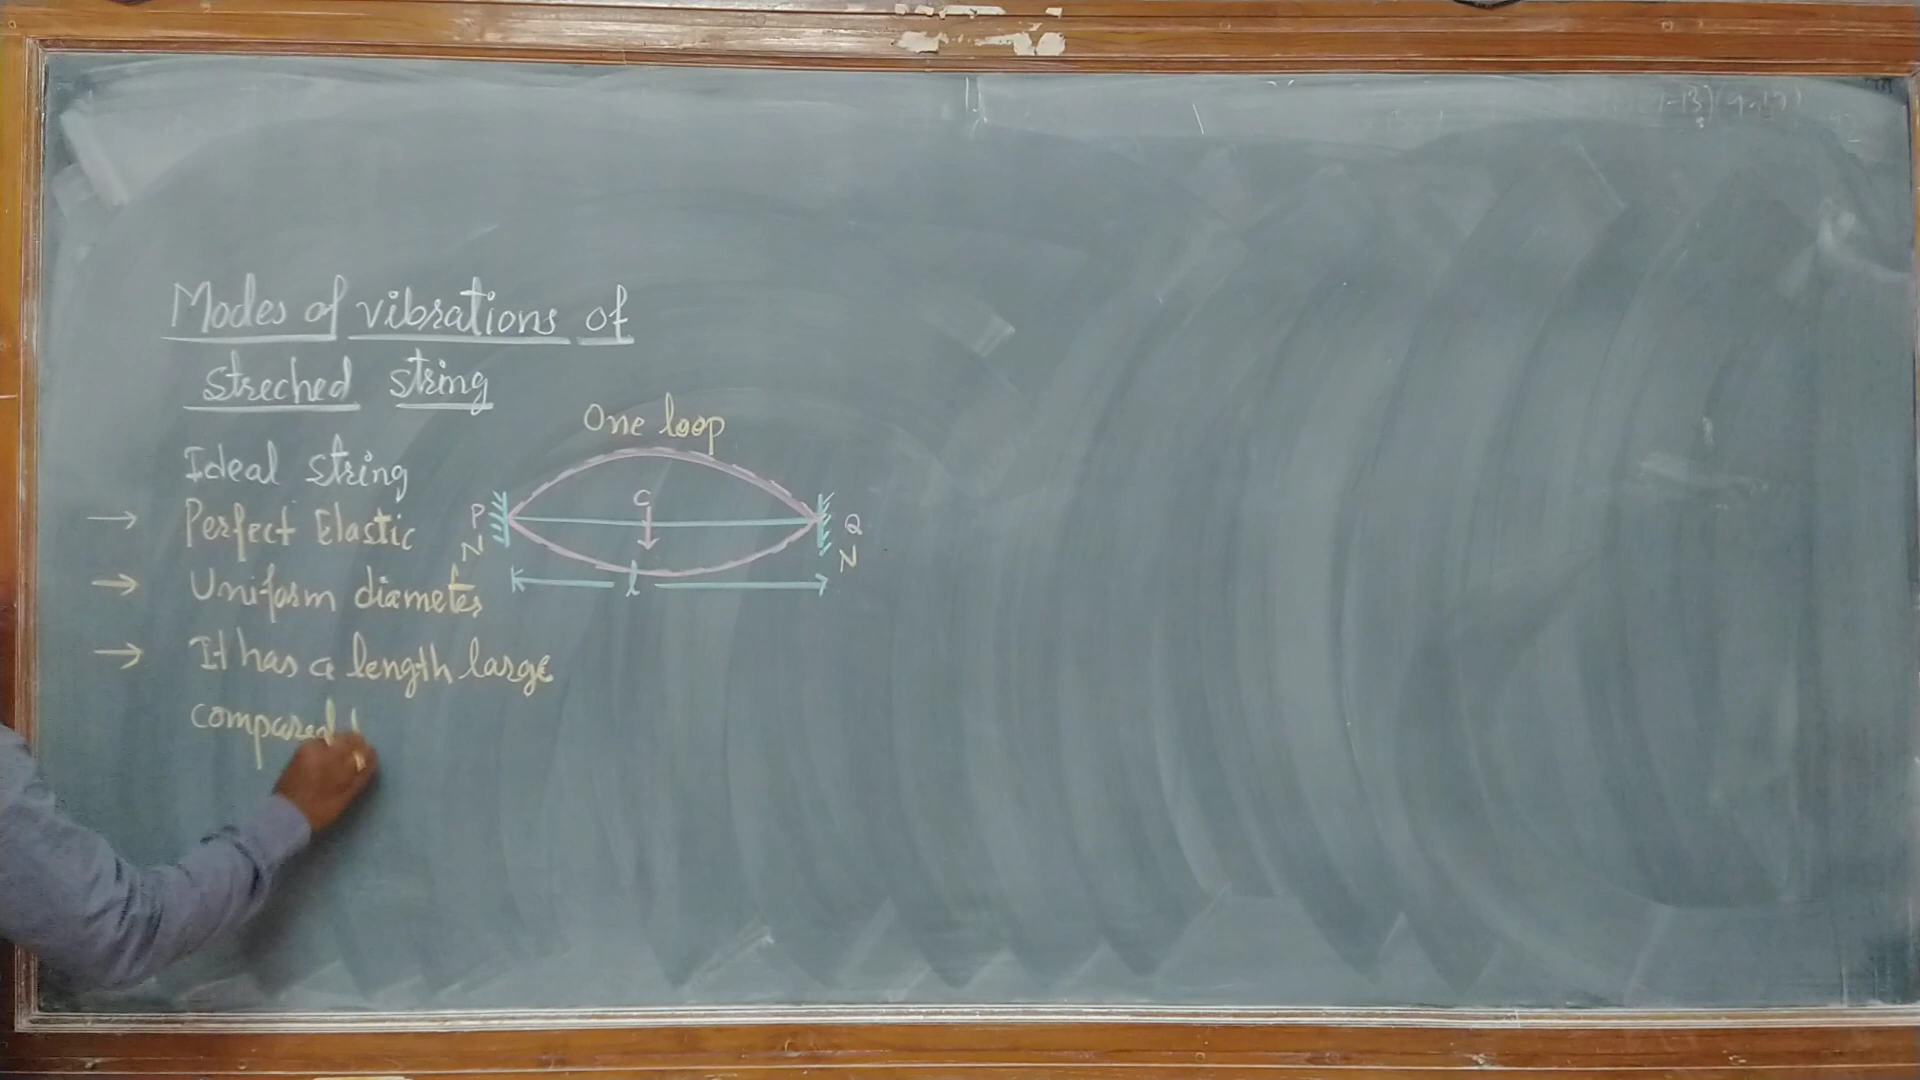 Modes of vibrations of
streched string
Ideal string
→ Perfect Elastic
→ Uniform diameter
→ It has a length large
compared
One loop
C
P
Q
N
N
l